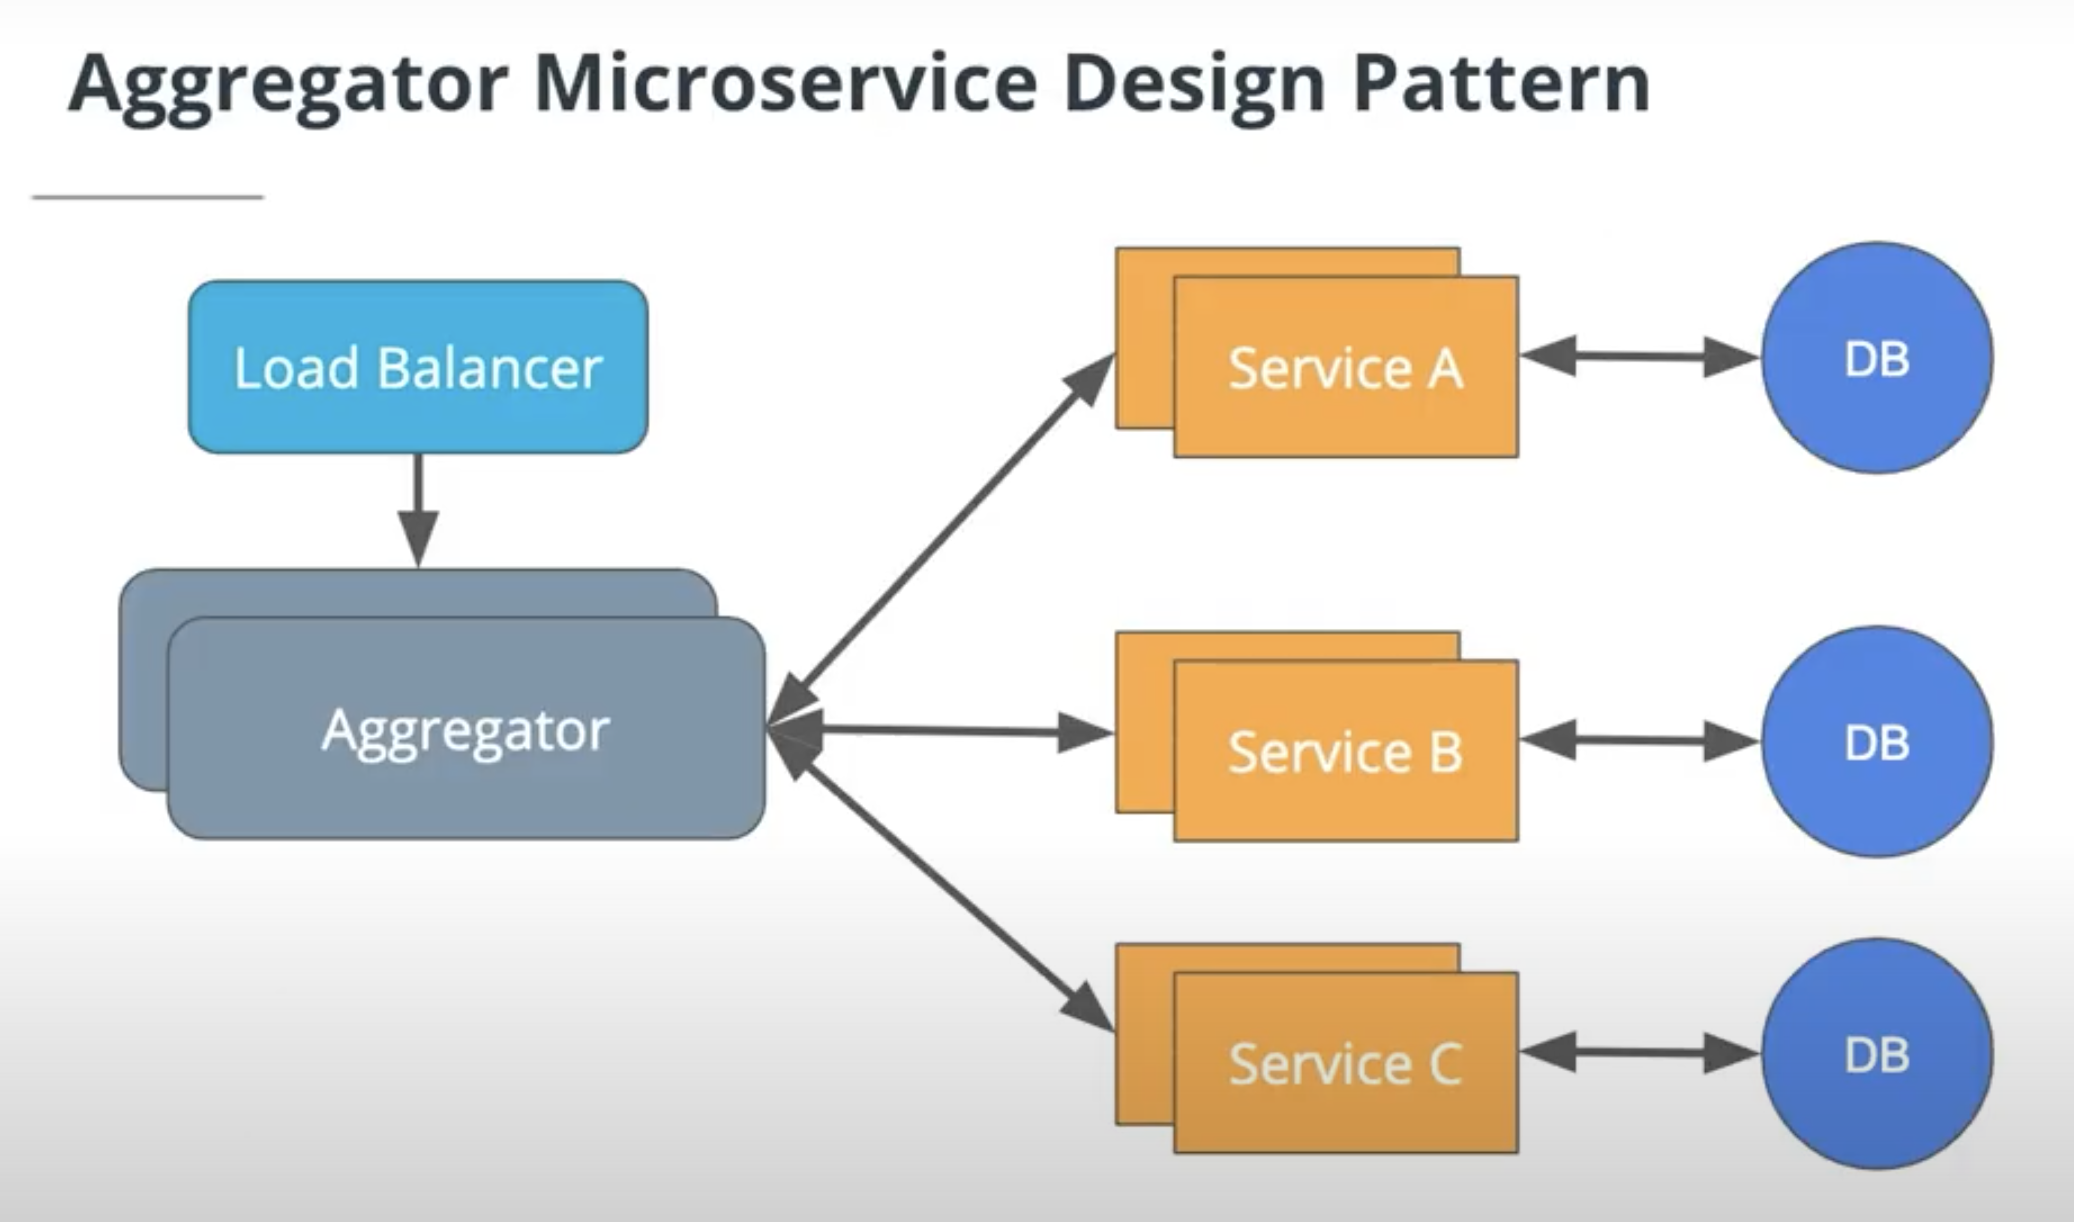 Aggregator Microservice Design Pattern
Load Balancer
Aggregator
Service A
DB
Service B
DB
Service C
DB